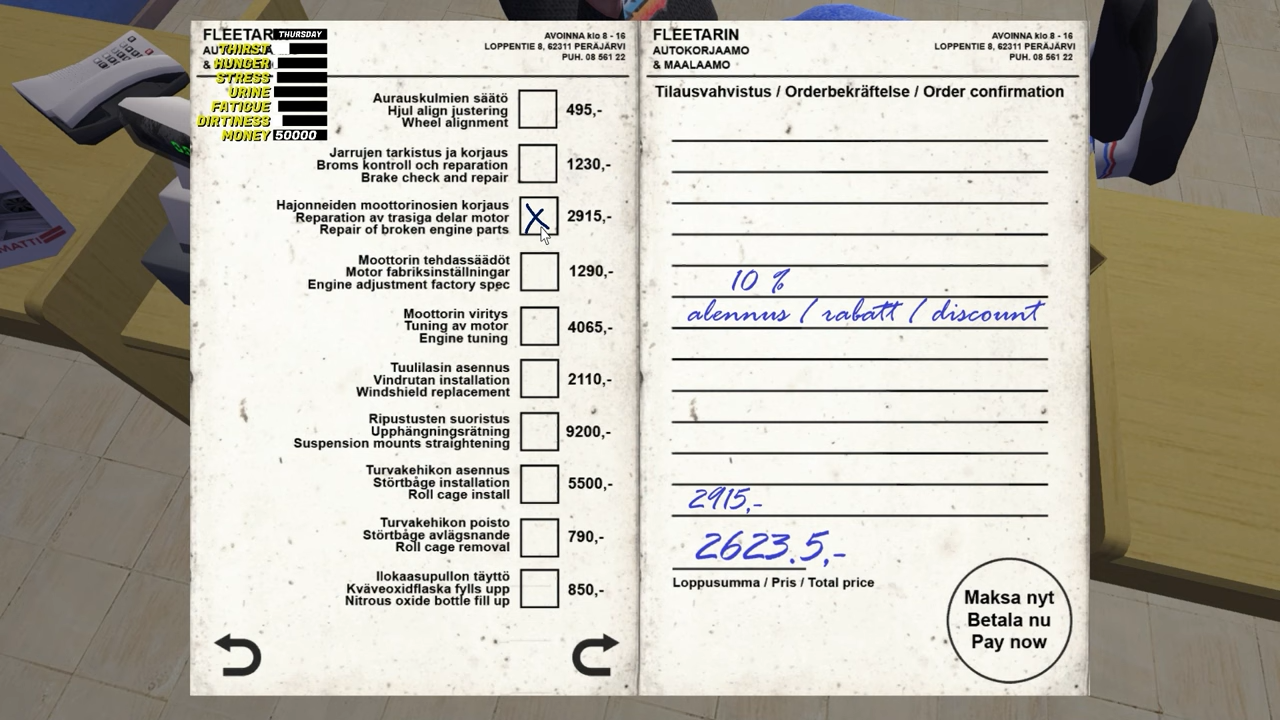 FLEETARIN
AUTOKORJAAMO
& MAALAAMO
AVOINNA klo 8 - 16
LOPPENTIE 8, 62311 PERÄJÄRVI
PUH. 08 561 22
Tilausvahvistus / Orderbekräftelse / Order confirmation
10 %
alennus / rabatt / discount
2915,-
2623.5,-
Loppusumma / Pris / Total price
Maksa nyt
Betala nu
Pay now
FLEETARIN
& 
AVOINNA klo 8 - 16
LOPPENTIE 8, 62311 PERÄJÄRVI
PUH. 08 561 22
THURSDAY
THIRST
HUNGER
STRESS
URINE
FATIGUE
DIRTINESS
MONEY 50000
Aurauskulmien säätö
Hjul align justering
Wheel alignment
495,-
Jarrujen tarkistus ja korjaus
Broms kontroll och reparation
Brake check and repair
1230,-
Hajonneiden moottorinosien korjaus
Reparation av trasiga delar motor
Repair of broken engine parts
X
2915,-
Moottorin tehdassäädöt
Motor fabriksinställningar
Engine adjustment factory spec
1290,-
Moottorin viritys
Tuning av motor
Engine tuning
4065,-
Tuulilasin asennus
Vindrutan installation
Windshield replacement
2110,-
Ripustusten suoristus
Upphängningsrätning
Suspension mounts straightening
9200,-
Turvakehikon asennus
Störtbåge installation
Roll cage install
5500,-
Turvakehikon poisto
Störtbåge avlägsnande
Roll cage removal
790,-
Ilokaasupullon täyttö
Kväveoxidflaska fylls upp
Nitrous oxide bottle fill up
850,-
MATTI